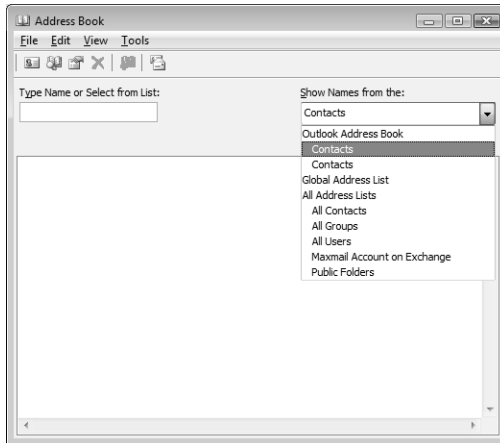 Address Book
File Edit View Tools
Type Name or Select from List:
Show Names from the:
Contacts
Outlook Address Book
Contacts
Contacts
Global Address List
All Address Lists
All Contacts
All Groups
All Users
Maxmail Account on Exchange
Public Folders